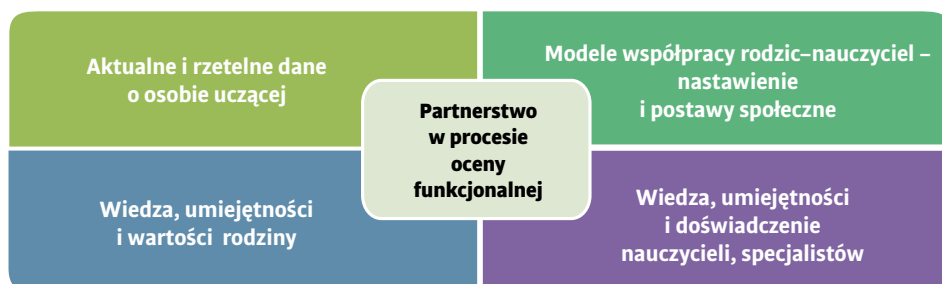 Aktualne i rzetelne dane
o osobie uczącej
Modele współpracy rodzic–nauczyciel –
nastawienie
i postawy społeczne
Partnerstwo
w procesie
oceny
funkcjonalnej
Wiedza, umiejętności
i wartości rodziny
Wiedza, umiejętności
i doświadczenie
nauczycieli, specjalistów